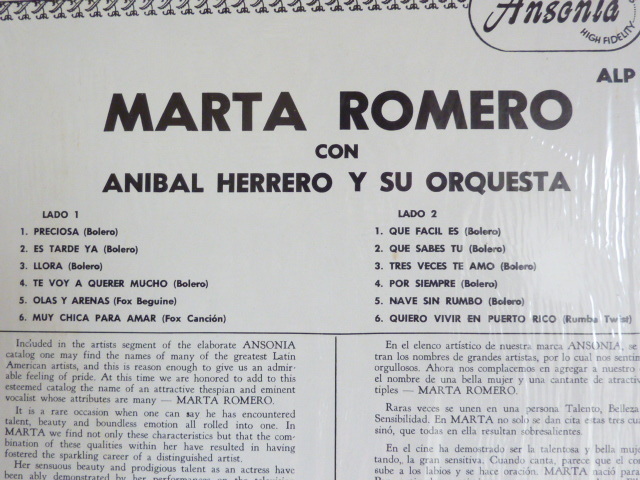 Ansonia
HIGH FIDELITY
ALP
MARTA ROMERO
CON
ANIBAL HERRERO Y SU ORQUESTA
LADO 1
1. PRECIOSA (Bolero)
2. ES TARDE YA (Bolero)
3. LLORA (Bolero)
4. TE VOY A QUERER MUCHO (Bolero)
5. OLAS Y ARENAS (Fox Beguine)
6. MUY CHICA PARA AMAR (Fox Canción)
LADO 2
1. QUE FACIL ES (Bolero)
2. QUE SABES TU (Bolero)
3. TRES VECES TE AMO (Bolero)
4. POR SIEMPRE (Bolero)
5. NAVE SIN RUMBO (Bolero)
6. QUIERO VIVIR EN PUERTO RICO (Rumba Twist)
Included in the artists segment of the elaborate ANSONIA
catalog one may find the names of many of the greatest Latin
American artists, and this is reason enough to give us an admir-
able feeling of pride. At this time we are honored to add to this
esteemed catalog the name of an attractive thespian and eminent
vocalist whose attributes are many — MARTA ROMERO.
It is a rare occasion when one can say he has encountered
talent, beauty and boundless emotion all rolled into one. In
MARTA we find not only these characteristics but that the com-
bination of these qualities within her have resulted in having
fostered the sparkling career of a distinguished artist.
Her sensuous beauty and prodigious talent as an actress have
been ably demonstrated by her performances on the
En el elenco artístico de nuestra marca ANSONIA, se
tran los nombres de grandes artistas, por lo cual nos sentim
orgullosos. Ahora nos complacemos en agregar a nuestro
el nombre de una bella mujer y una cantante de atract
tiples — MARTA ROMERO.
Raras veces se unen en una persona Talento, Belleza
Sensibilidad. En MARTA no solo se dan cita estas tres cua
sinó, que todas en ella resultan sobresalientes.
En el cine ha demostrado ser la talentosa y bella muj
tando, la gran sensitiva. Cuando canta, parece que el cor
sube a los labios y se hace oración. MARTA nació para